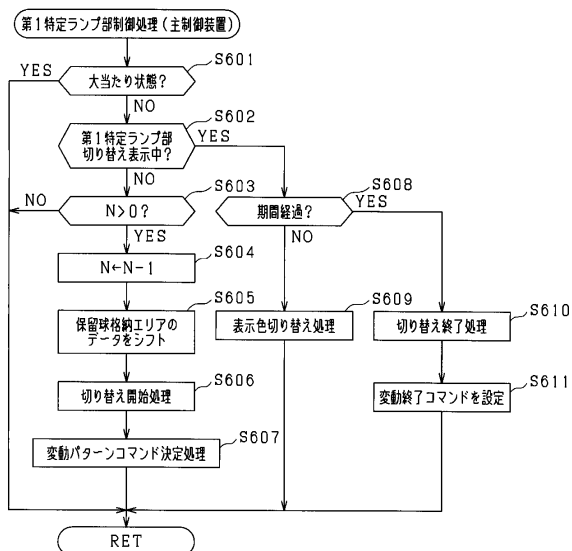 第1特定ランプ部制御処理(主制御装置)
S601
YES
大当たり状態?
NO
S602
第1特定ランプ部
切り替え表示中?
YES
NO
S603
NO
N>0?
YES
S608
期間経過?
YES
NO
S604
N←N-1
S605
保留球格納エリアの
データをシフト
S609
表示色切り替え処理
S610
切り替え終了処理
S606
切り替え開始処理
S611
変動終了コマンドを設定
S607
変動パターンコマンド決定処理
RET